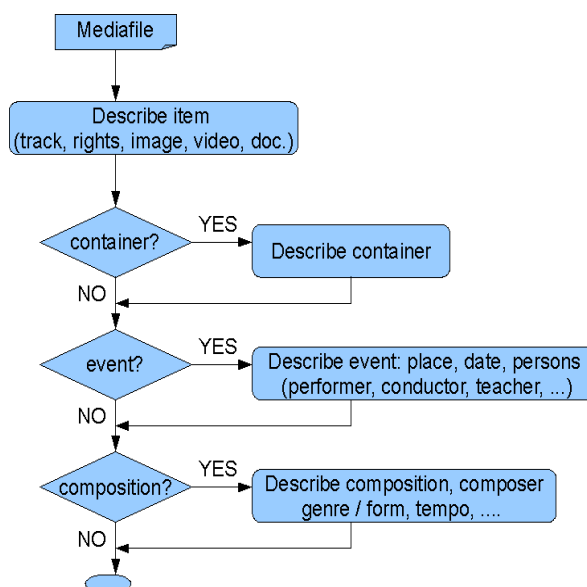 Mediafile
Describe item
(track, rights, image, video, doc.)
container?
YES
Describe container
NO
event?
YES
Describe event: place, date, persons
(performer, conductor, teacher, ...)
NO
composition?
YES
Describe composition, composer
genre / form, tempo, ....
NO